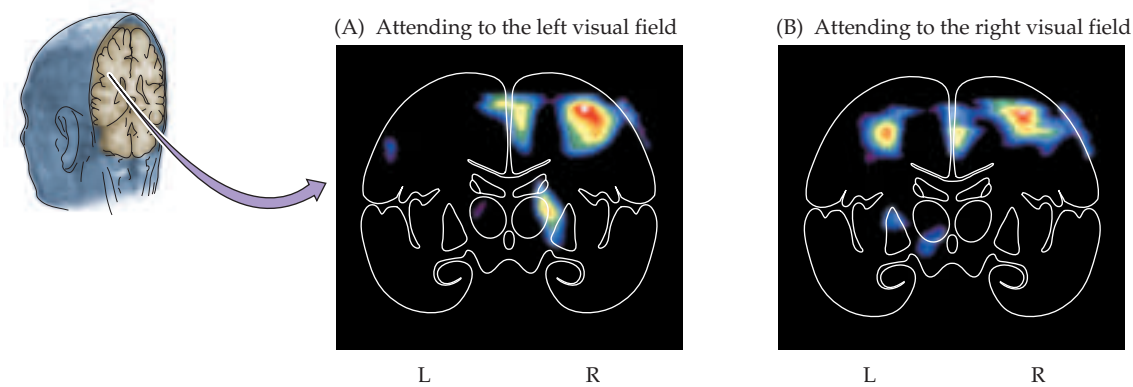 (A) Attending to the left visual field
(B) Attending to the right visual field
L
R
L
R